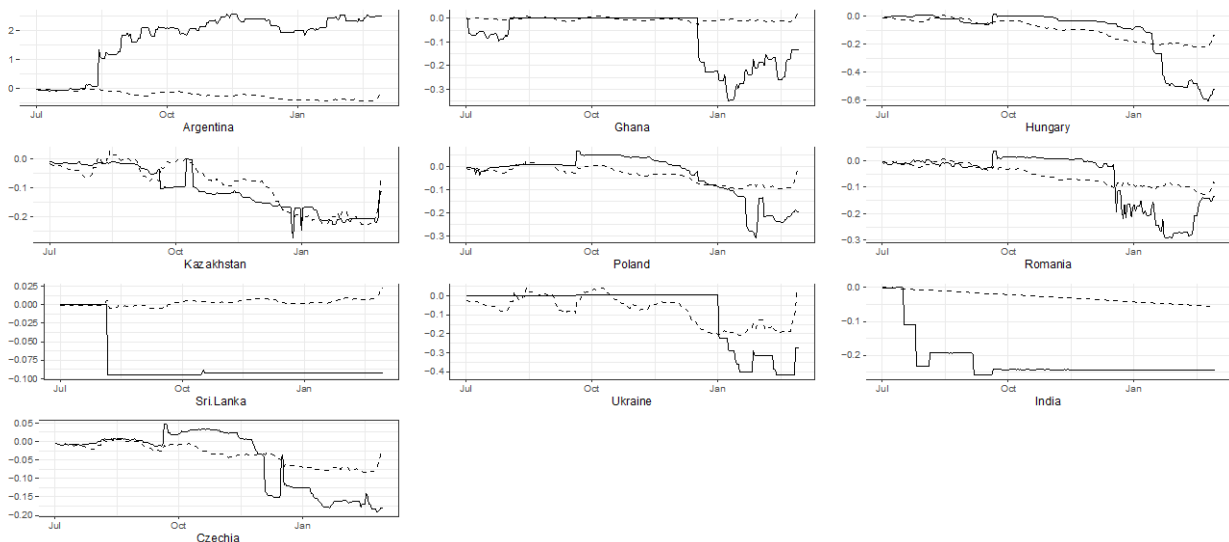 2
1
0
Jul
Oct
Jan
Argentina
0.0
−0.1
−0.2
−0.3
Jul
Oct
Jan
Ghana
0.0
−0.2
−0.4
−0.6
Jul
Oct
Jan
Hungary
0.0
−0.1
−0.2
Jul
Oct
Jan
Kazakhstan
0.0
−0.1
−0.2
−0.3
Jul
Oct
Jan
Poland
0.0
−0.1
−0.2
−0.3
Jul
Oct
Jan
Romania
0.025
0.000
−0.025
−0.050
−0.075
−0.100
Jul
Oct
Jan
Sri.Lanka
0.0
−0.1
−0.2
−0.3
−0.4
Jul
Oct
Jan
Ukraine
0.0
−0.1
−0.2
Jul
Oct
Jan
India
0.05
0.00
−0.05
−0.10
−0.15
−0.20
Jul
Oct
Jan
Czechia